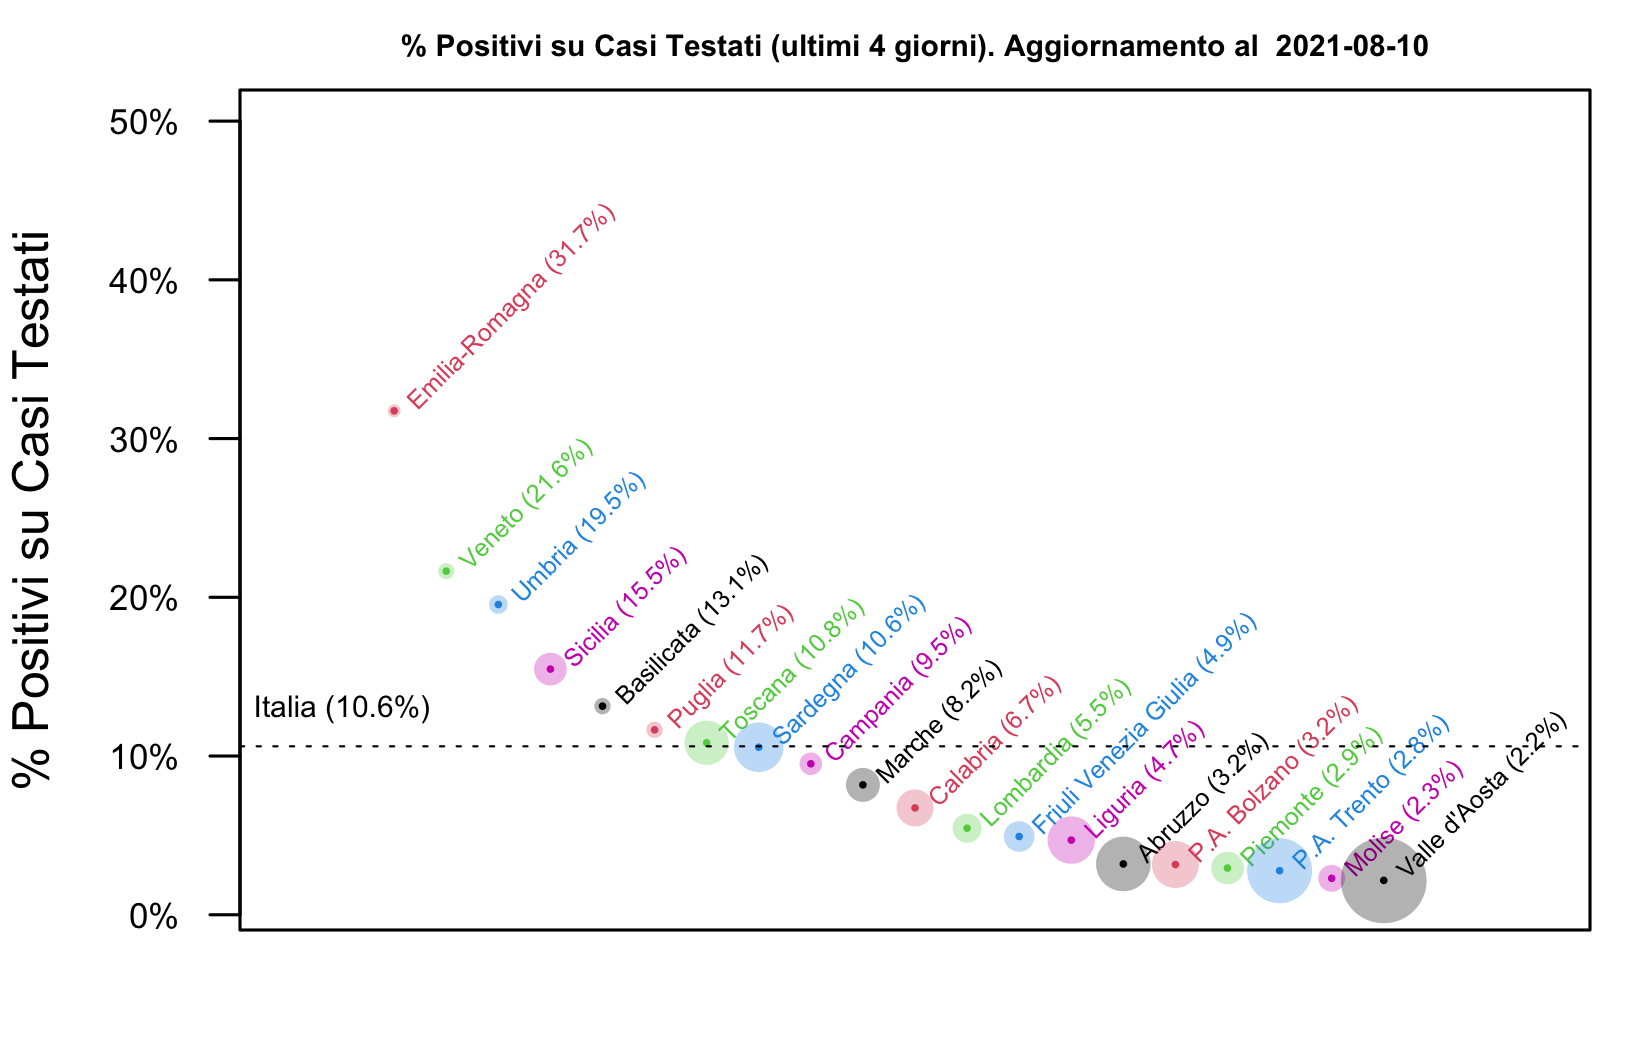 % Positivi su Casi Testati (ultimi 4 giorni). Aggiornamento al  2021-08-10
% Positivi su Casi Testati
50%
40%
30%
20%
10%
0%
Italia (10.6%)
Emilia-Romagna (31.7%)
Veneto (21.6%)
Umbria (19.5%)
Sicilia (15.5%)
Basilicata (13.1%)
Puglia (11.7%)
Toscana (10.8%)
Sardegna (10.6%)
Campania (9.5%)
Marche (8.2%)
Calabria (6.7%)
Lombardia (5.5%)
Friuli Venezia Giulia (4.9%)
Liguria (4.7%)
Abruzzo (3.2%)
P.A. Bolzano (3.2%)
Piemonte (2.9%)
P.A. Trento (2.8%)
Molise (2.3%)
Valle d'Aosta (2.2%)